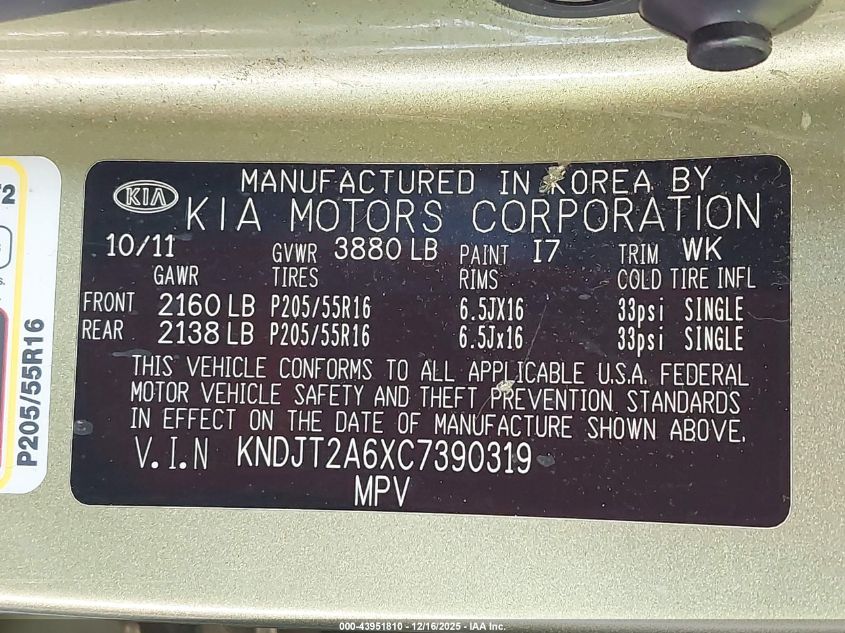 MANUFACTURED IN KOREA BY
KIA
KIA MOTORS CORPORATION
10/11 GVWR 3880 LB PAINT I7 TRIM WK
GAWR TIRES RIMS COLD TIRE INFL
FRONT 2160 LB P205/55R16 6.5JX16 33psi SINGLE
REAR 2138 LB P205/55R16 6.5Jx16 33psi SINGLE
THIS VEHICLE CONFORMS TO ALL APPLICABLE U.S.A. FEDERAL
MOTOR VEHICLE SAFETY AND THEFT PREVENTION STANDARDS
IN EFFECT ON THE DATE OF MANUFACTURE SHOWN ABOVE.
V.I.N KNDJT2A6XC7390319
MPV
P205/55R16
000-43951810 - 12/16/2025 - IAA Inc.